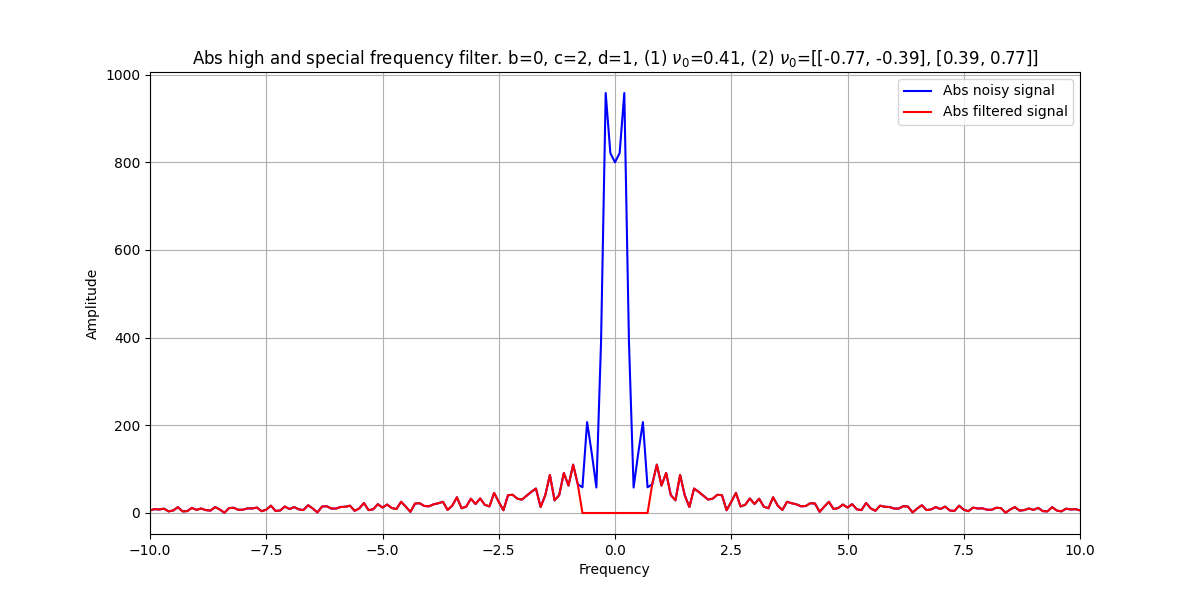 Abs high and special frequency filter. b=0, c=2, d=1, (1) ν₀=0.41, (2) ν₀=[[-0.77, -0.39], [0.39, 0.77]]
Abs noisy signal
Abs filtered signal
Amplitude
1000
800
600
400
200
0
−10.0 −7.5 −5.0 −2.5 0.0 2.5 5.0 7.5 10.0
Frequency